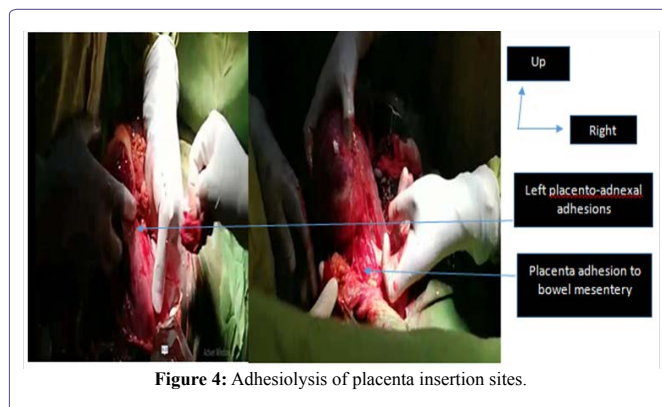 Up
Right
Left placento-adnexal
adhesions
Placenta adhesion to
bowel mesentery
Figure 4: Adhesiolysis of placenta insertion sites.